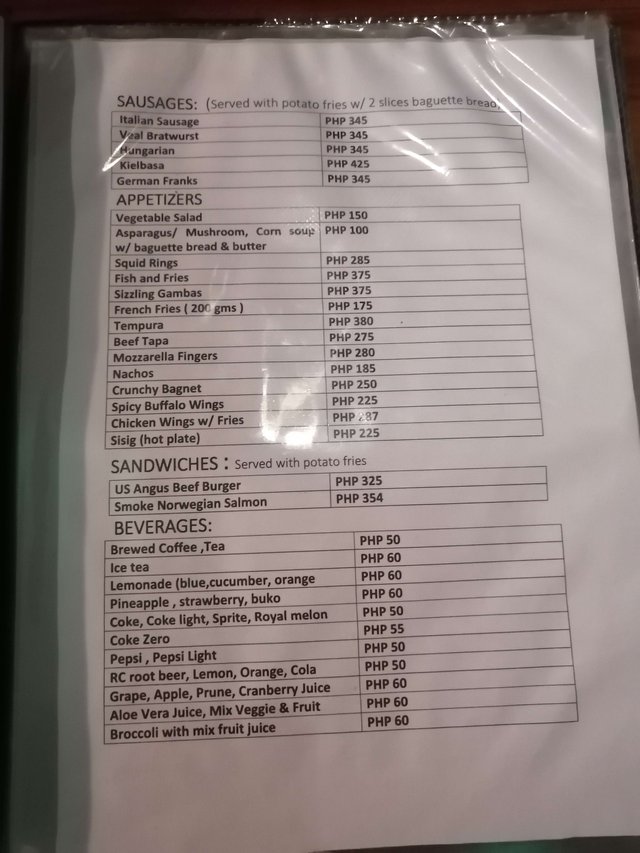 SAUSAGES: (Served with potato fries w/ 2 slices baguette bread)
Italian Sausage PHP 345
Veal Bratwurst PHP 345
Hungarian PHP 345
Kielbasa PHP 425
German Franks PHP 345
APPETIZERS
Vegetable Salad PHP 150
Asparagus/ Mushroom, Corn soup PHP 100
w/ baguette bread & butter
Squid Rings PHP 285
Fish and Fries PHP 375
Sizzling Gambas PHP 375
French Fries ( 200 gms ) PHP 175
Tempura PHP 380
Beef Tapa PHP 275
Mozzarella Fingers PHP 280
Nachos PHP 185
Crunchy Bagnet PHP 250
Spicy Buffalo Wings PHP 225
Chicken Wings w/ Fries PHP 287
Sisig (hot plate) PHP 225
SANDWICHES : Served with potato fries
US Angus Beef Burger PHP 325
Smoke Norwegian Salmon PHP 354
BEVERAGES:
Brewed Coffee ,Tea PHP 50
Ice tea PHP 60
Lemonade (blue,cucumber, orange PHP 60
Pineapple , strawberry, buko PHP 60
Coke, Coke light, Sprite, Royal melon PHP 50
Coke Zero PHP 55
Pepsi , Pepsi Light PHP 50
RC root beer, Lemon, Orange, Cola PHP 50
Grape, Apple, Prune, Cranberry Juice PHP 60
Aloe Vera Juice, Mix Veggie & Fruit PHP 60
Broccoli with mix fruit juice PHP 60